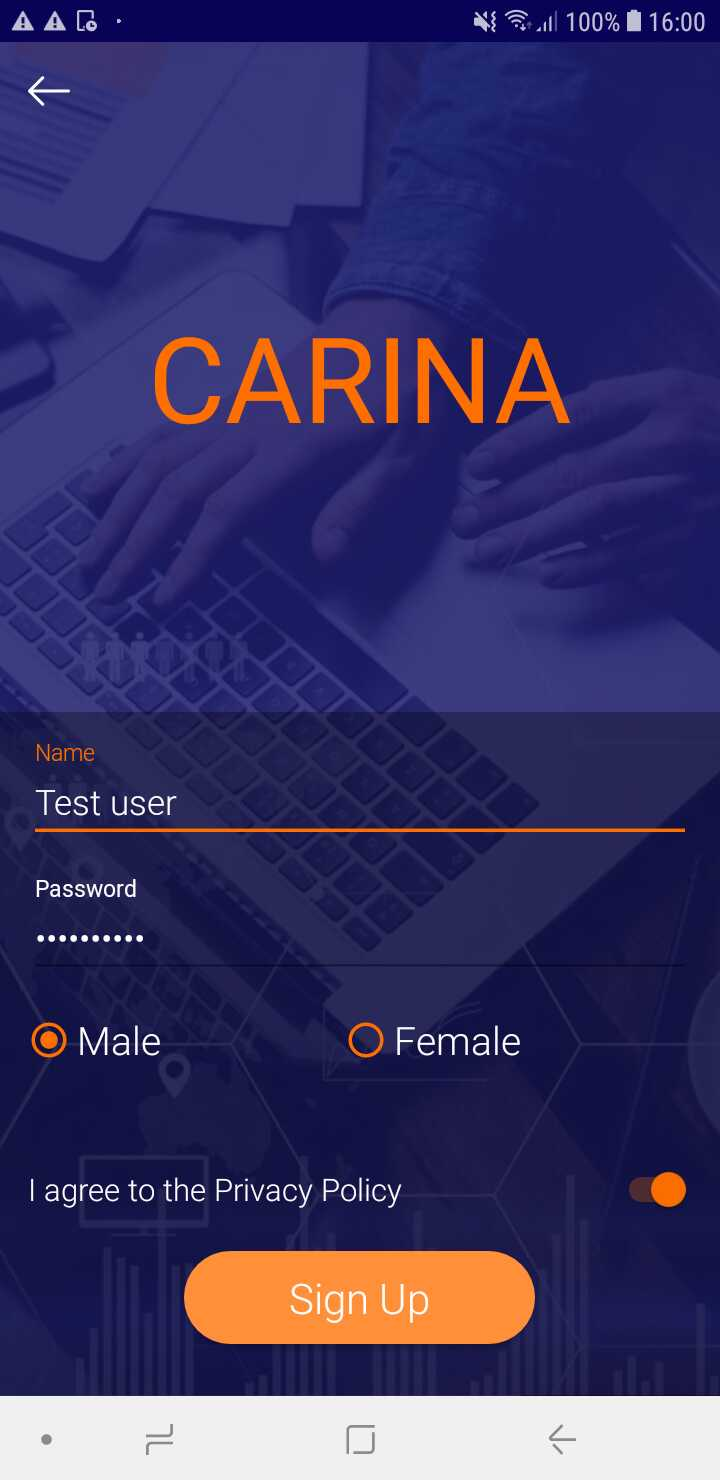 100% 16:00
CARINA
Name
Test user
Password
••••••••••
Male Female
I agree to the Privacy Policy
Sign Up